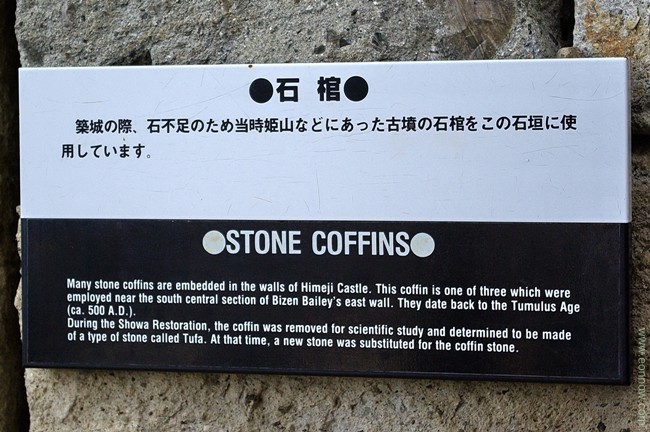 ●石 棺●
築城の際、石不足のため当時姫山などにあった古墳の石棺をこの石垣に使
用しています。
●STONE COFFINS●
Many stone coffins are embedded in the walls of Himeji Castle. This coffin is one of three which were
employed near the south central section of Bizen Bailey's east wall. They date back to the Tumulus Age
(ca. 500 A.D.).
During the Showa Restoration, the coffin was removed for scientific study and determined to be made
of a type of stone called Tufa. At that time, a new stone was substituted for the coffin stone.